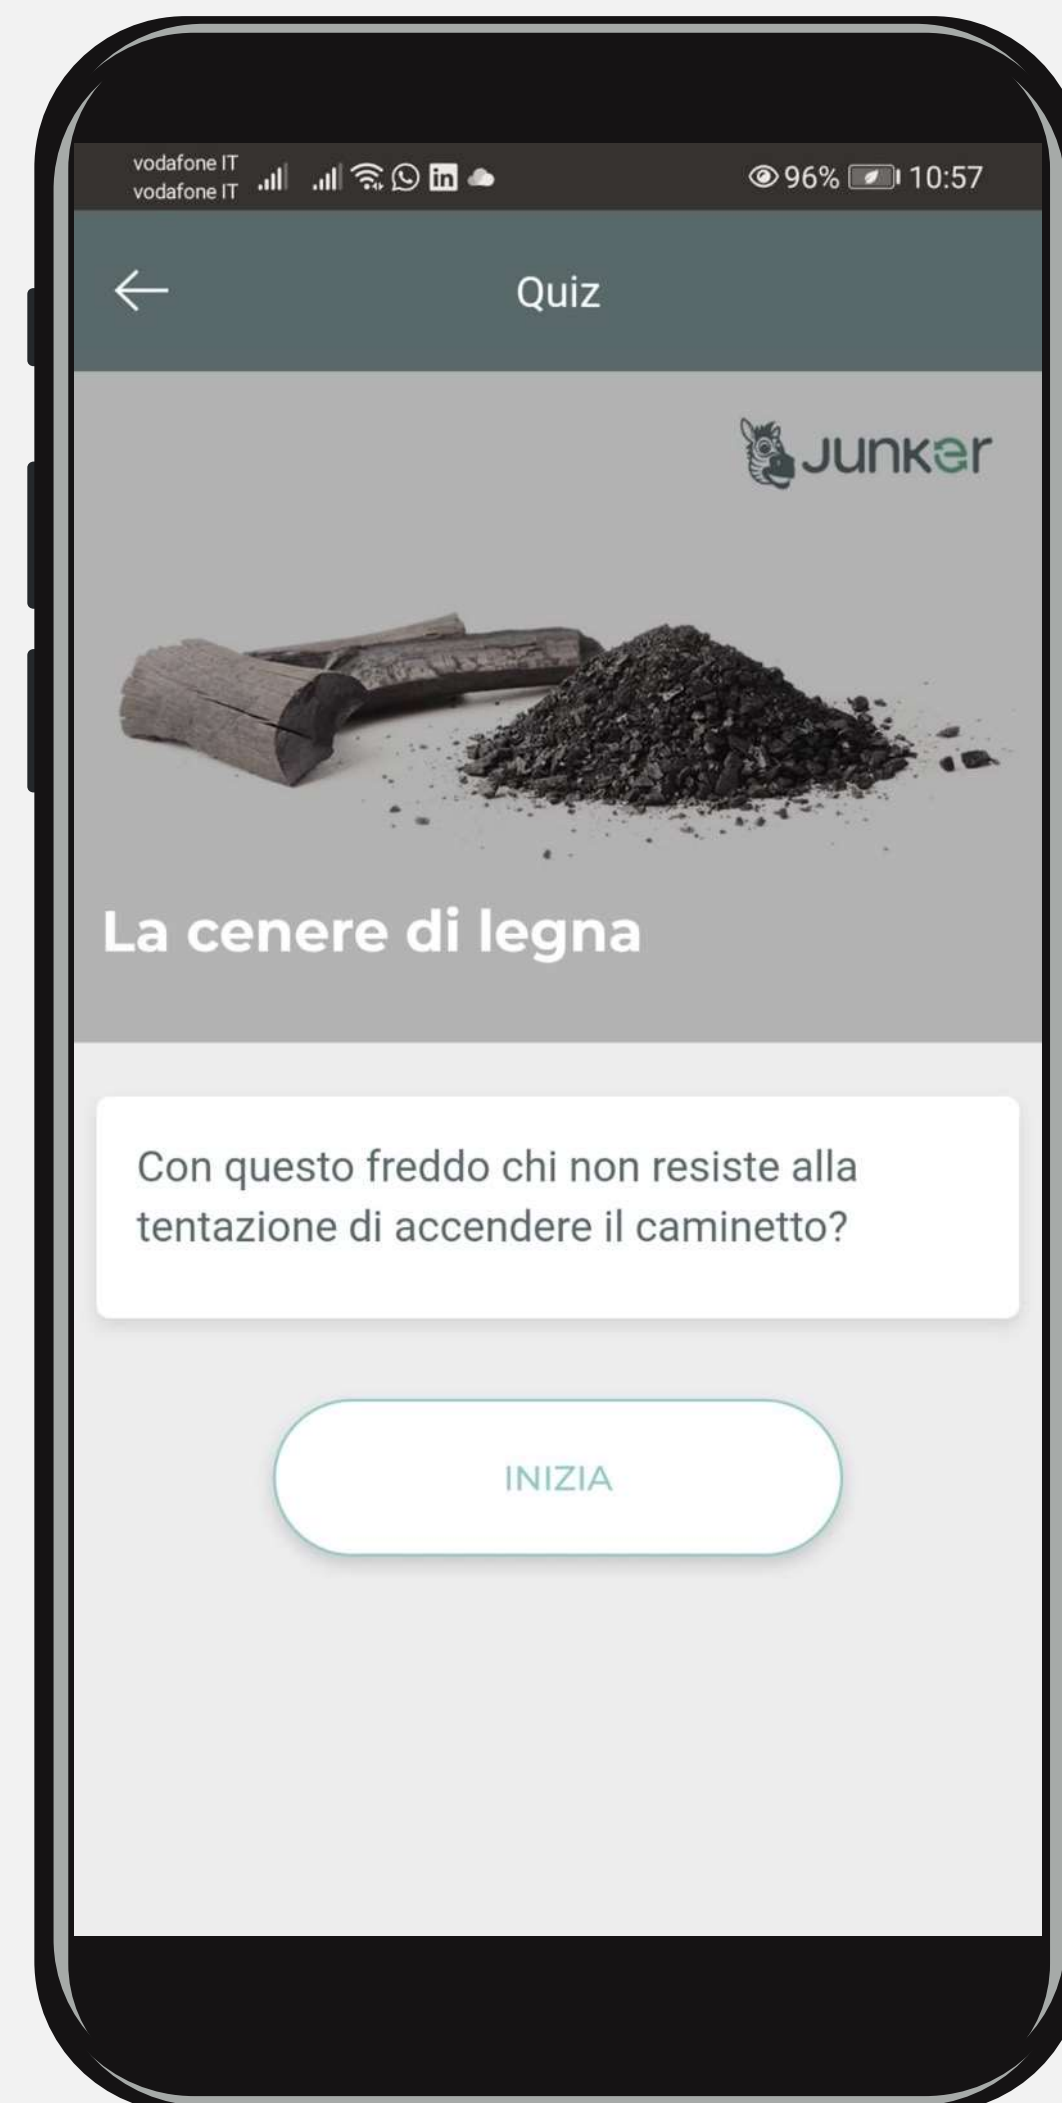 vodafone IT
vodafone IT
in
96%
10:57
Quiz
Junker
La cenere di legna
Con questo freddo chi non resiste alla
tentazione di accendere il caminetto?
INIZIA